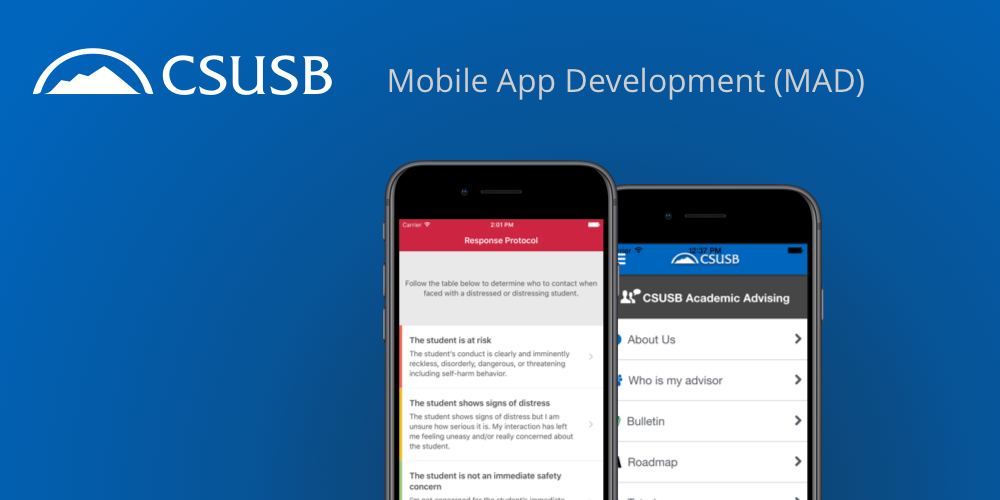 CSUSB
Mobile App Development (MAD)
Carrier
2:01 PM
Response Protocol
Follow the table below to determine who to contact when
faced with a distressed or distressing student.
The student is at risk
The student's conduct is clearly and imminently
reckless, disorderly, dangerous, or threatening
including self-harm behavior.
The student shows signs of distress
The student shows signs of distress but I am
unsure how serious it is. My interaction has left
me feeling uneasy and/or really concerned about
the student.
The student is not an immediate safety
concern
12:37 PM
CSUSB
CSUSB Academic Advising
About Us
Who is my advisor
Bulletin
Roadmap